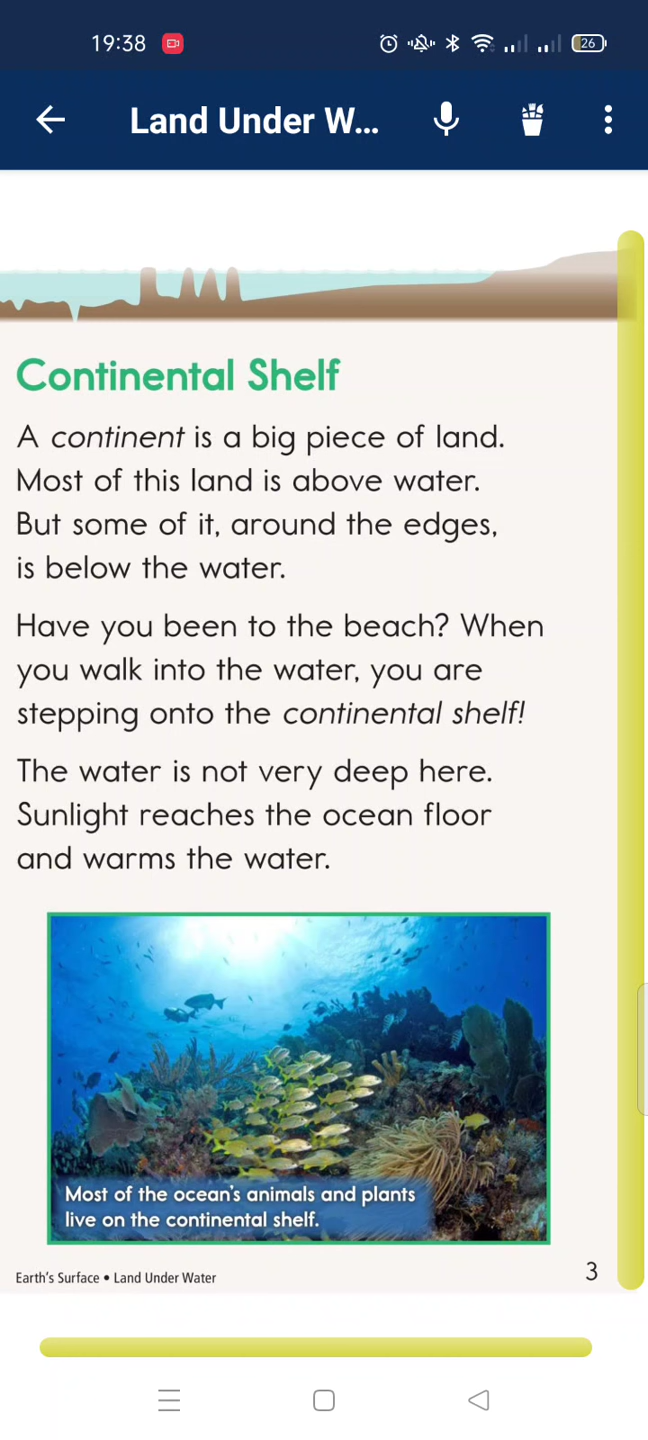 19:38
26
Land Under W...
Continental Shelf
A continent is a big piece of land.
Most of this land is above water.
But some of it, around the edges,
is below the water.
Have you been to the beach? When
you walk into the water, you are
stepping onto the continental shelf!
The water is not very deep here.
Sunlight reaches the ocean floor
and warms the water.
Most of the ocean's animals and plants
live on the continental shelf.
Earth's Surface • Land Under Water
3